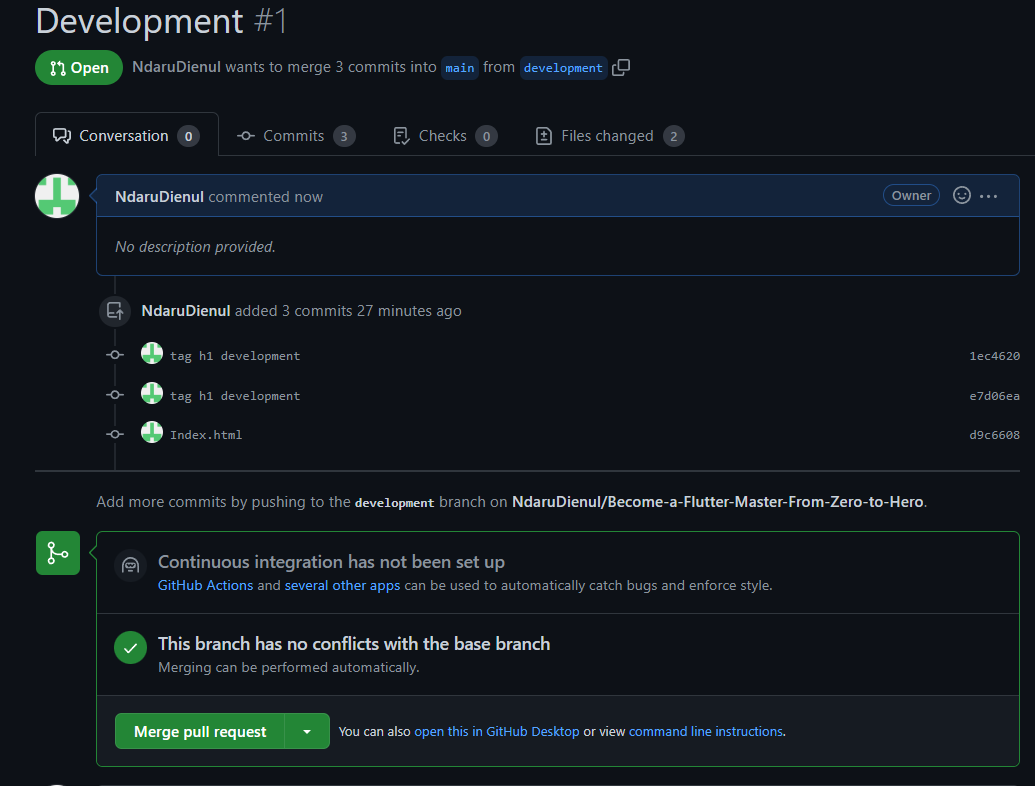 Development #1
Open NdaruDienul wants to merge 3 commits into main from development
Conversation 0 Commits 3 Checks 0 Files changed 2
NdaruDienul commented now Owner
No description provided.
NdaruDienul added 3 commits 27 minutes ago
tag h1 development 1ec4620
tag h1 development e7d06ea
Index.html d9c6608
Add more commits by pushing to the development branch on NdaruDienul/Become-a-Flutter-Master-From-Zero-to-Hero.
Continuous integration has not been set up
GitHub Actions and several other apps can be used to automatically catch bugs and enforce style.
This branch has no conflicts with the base branch
Merging can be performed automatically.
Merge pull request You can also open this in GitHub Desktop or view command line instructions.